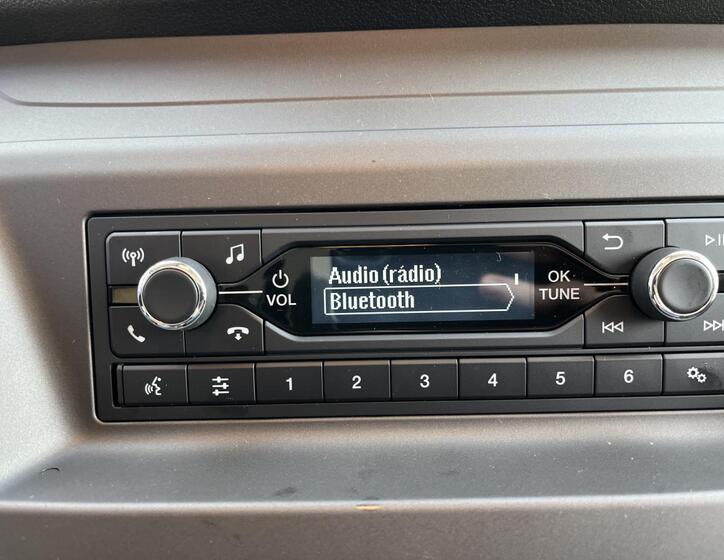 Audio (rádio)
Bluetooth
VOL
OK
TUNE
1 2 3 4 5 6